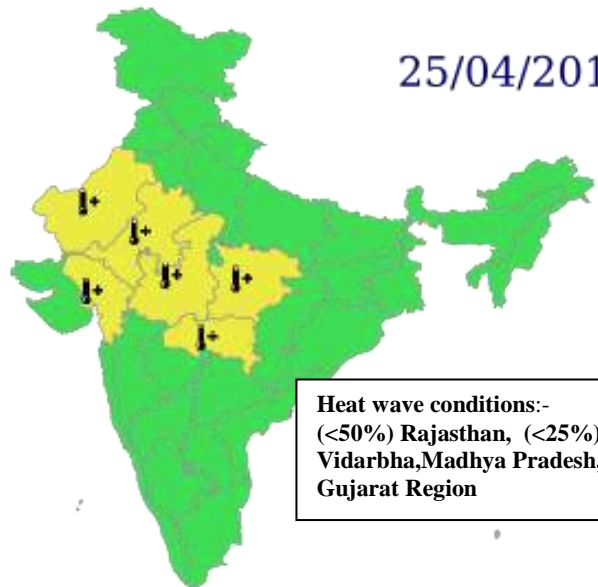 25/04/201
Heat wave conditions:-
(<50%) Rajasthan, (<25%)
Vidarbha,Madhya Pradesh,
Gujarat Region